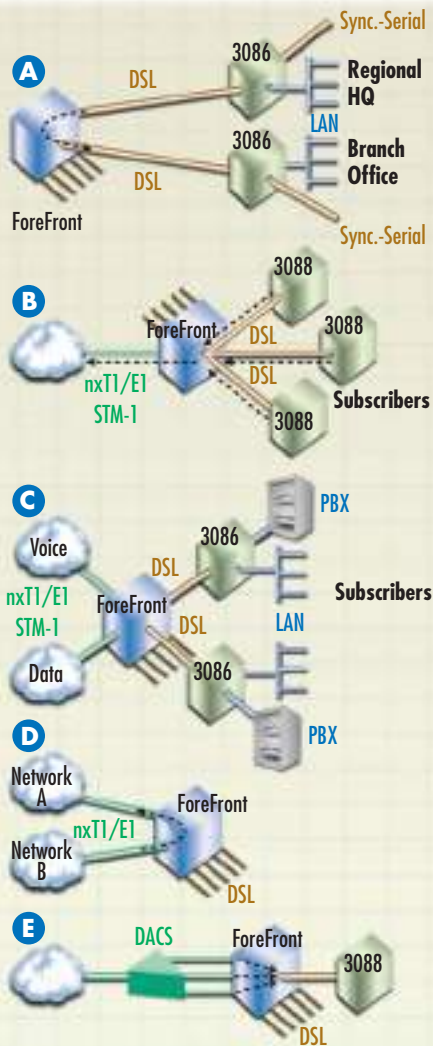 Sync.-Serial
3086
A
DSL
Regional
HQ
LAN
3086
Branch
Office
DSL
ForeFront
Sync.-Serial
B
3088
ForeFront
DSL
3088
DSL
nxT1/E1
STM-1
Subscribers
3088
C
PBX
3086
Voice
DSL
nxT1/E1
STM-1
ForeFront
Subscribers
DSL
LAN
Data
3086
PBX
D
Network
A
ForeFront
nxT1/E1
Network
B
DSL
E
DACS
ForeFront
3088
DSL